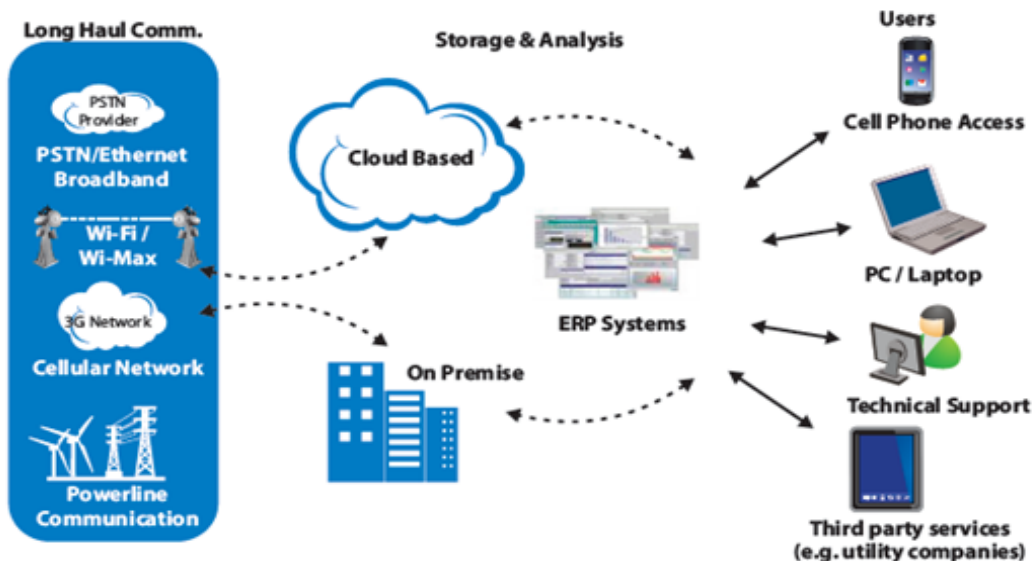 Long Haul Comm.
PSTN
Provider
PSTN/Ethernet
Broadband
Wi-Fi /
Wi-Max
3G Network
Cellular Network
Powerline
Communication
Storage & Analysis
Cloud Based
ERP Systems
On Premise
Users
Cell Phone Access
PC / Laptop
Technical Support
Third party services
(e.g. utility companies)